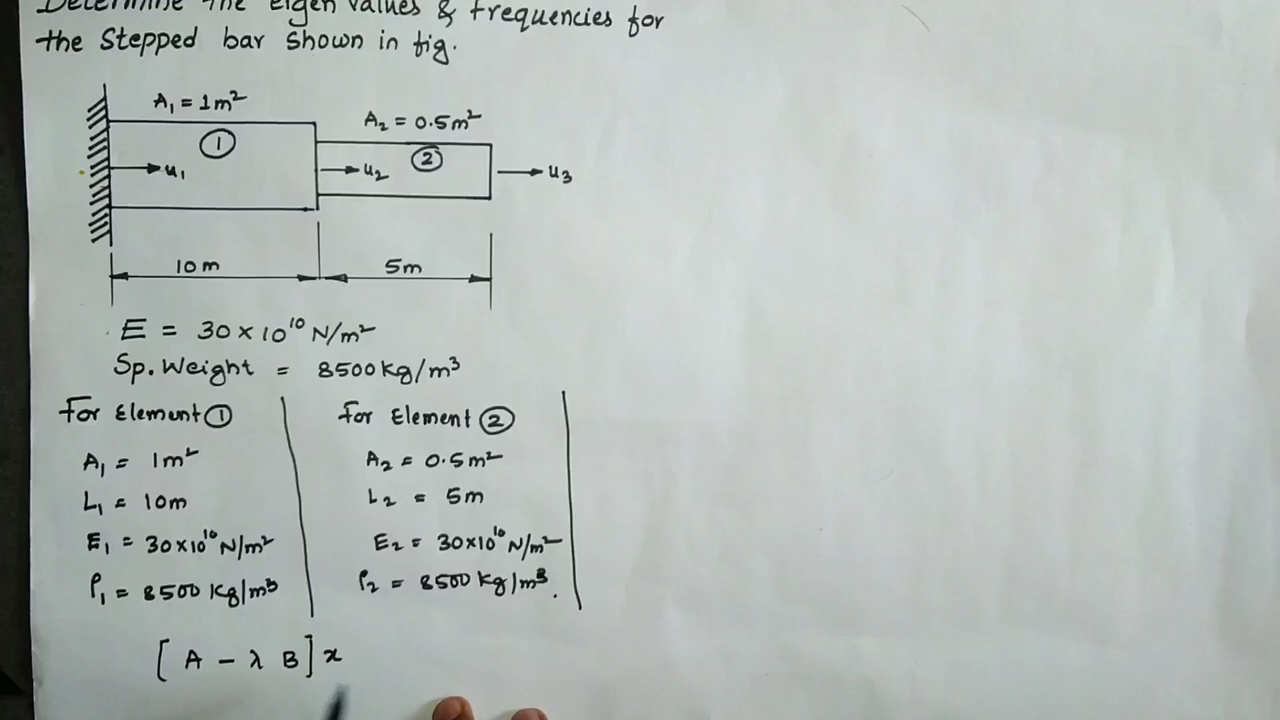 Determine the eigen values & frequencies for
the Stepped bar Shown in fig.
A₁ = 1m²
A₂ = 0.5m²
①
②
u₁
u₂
u₃
10m
5m
E = 30×10¹⁰ N/m²
Sp. Weight = 8500 kg/m³
For Element ①
For Element ②
A₁ = 1m²
A₂ = 0.5m²
L₁ = 10m
L₂ = 5m
E₁ = 30×10¹⁰ N/m²
E₂ = 30×10¹⁰ N/m²
ρ₁ = 8500 kg/m³
ρ₂ = 8500 kg/m³.
[A - λ B] x